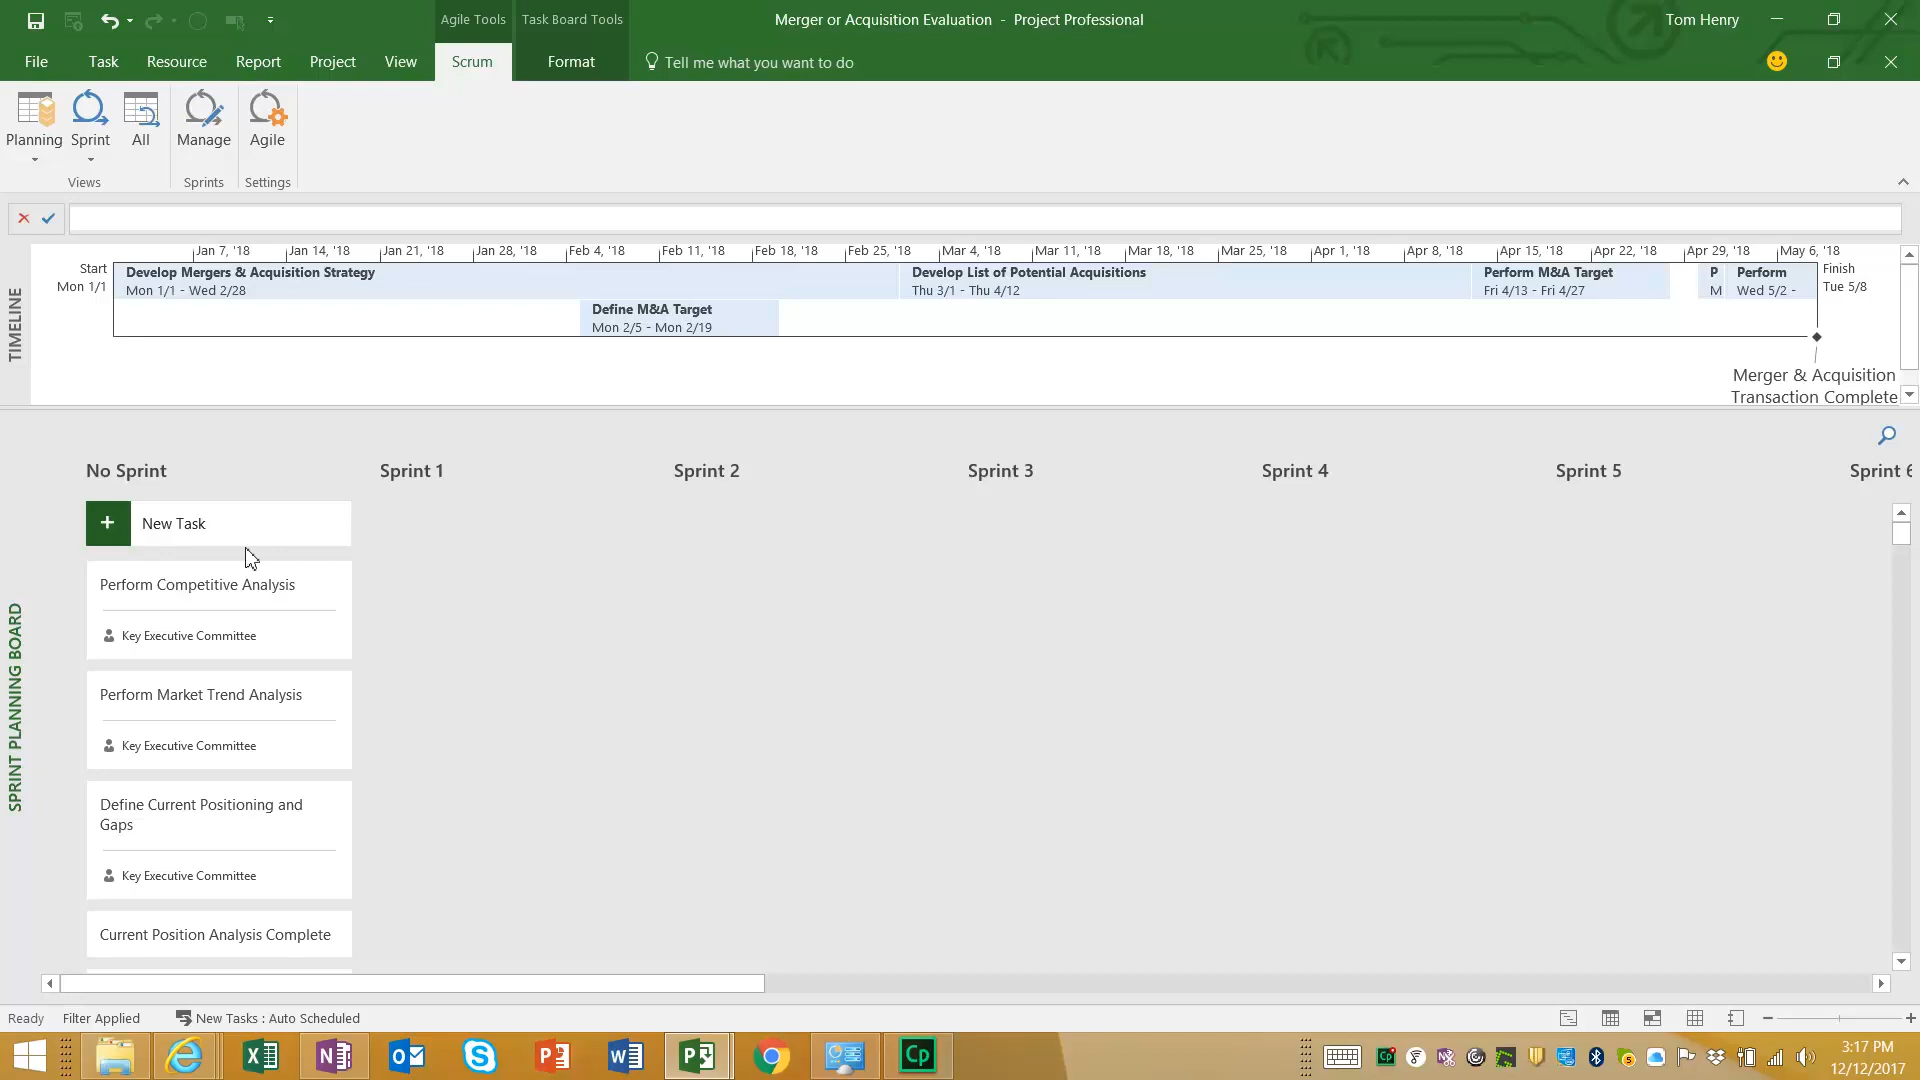 Agile Tools
Task Board Tools
Merger or Acquisition Evaluation - Project Professional
Tom Henry
File
Task
Resource
Report
Project
View
Scrum
Format
Tell me what you want to do
Planning
Sprint
All
Manage
Agile
Views
Sprints
Settings
TIMELINE
Jan 7, '18
Jan 14, '18
Jan 21, '18
Jan 28, '18
Feb 4, '18
Feb 11, '18
Feb 18, '18
Feb 25, '18
Mar 4, '18
Mar 11, '18
Mar 18, '18
Mar 25, '18
Apr 1, '18
Apr 8, '18
Apr 15, '18
Apr 22, '18
Apr 29, '18
May 6, '18
Start
Mon 1/1
Develop Mergers & Acquisition Strategy
Mon 1/1 - Wed 2/28
Develop List of Potential Acquisitions
Thu 3/1 - Thu 4/12
Perform M&A Target
Fri 4/13 - Fri 4/27
P
M
Perform
Wed 5/2 -
Finish
Tue 5/8
Define M&A Target
Mon 2/5 - Mon 2/19
Merger & Acquisition
Transaction Complete
SPRINT PLANNING BOARD
No Sprint
Sprint 1
Sprint 2
Sprint 3
Sprint 4
Sprint 5
Sprint 6
+ New Task
Perform Competitive Analysis
Key Executive Committee
Perform Market Trend Analysis
Key Executive Committee
Define Current Positioning and
Gaps
Key Executive Committee
Current Position Analysis Complete
Ready
Filter Applied
New Tasks : Auto Scheduled
Cp
3:17 PM
12/12/2017